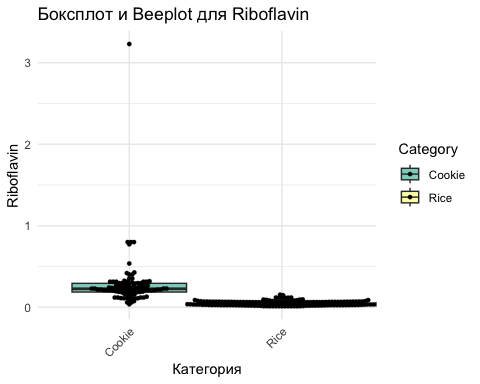 Боксплот и Beeplot для Riboflavin
3
2
1
0
Riboflavin
Cookie
Rice
Категория
Category
Cookie
Rice